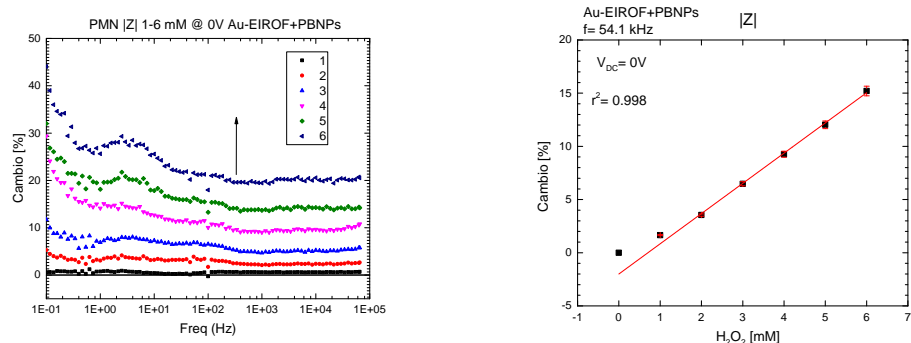 PMN |Z| 1-6 mM @ 0V Au-EIROF+PBNPs
50
40
30
20
10
0
Cambio [%]
1
2
3
4
5
6
1E-01 1E+00 1E+01 1E+02 1E+03 1E+04 1E+05
Freq (Hz)
Au-EIROF+PBNPs
f= 54.1 kHz
|Z|
V_DC= 0V
r²= 0.998
20
15
10
5
0
-5
Cambio [%]
-1 0 1 2 3 4 5 6 7
H₂O₂ [mM]